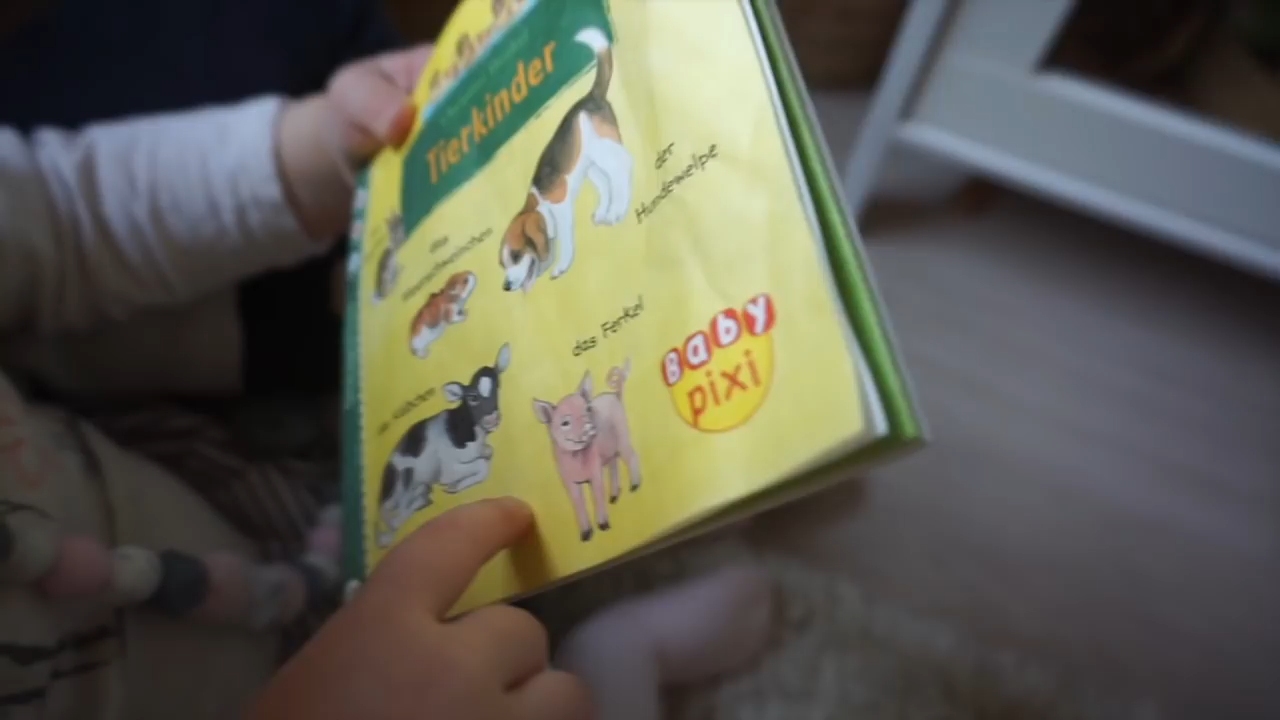 Tierkinder
der
Hundewelpe
das
das Ferkel
Baby
pixi